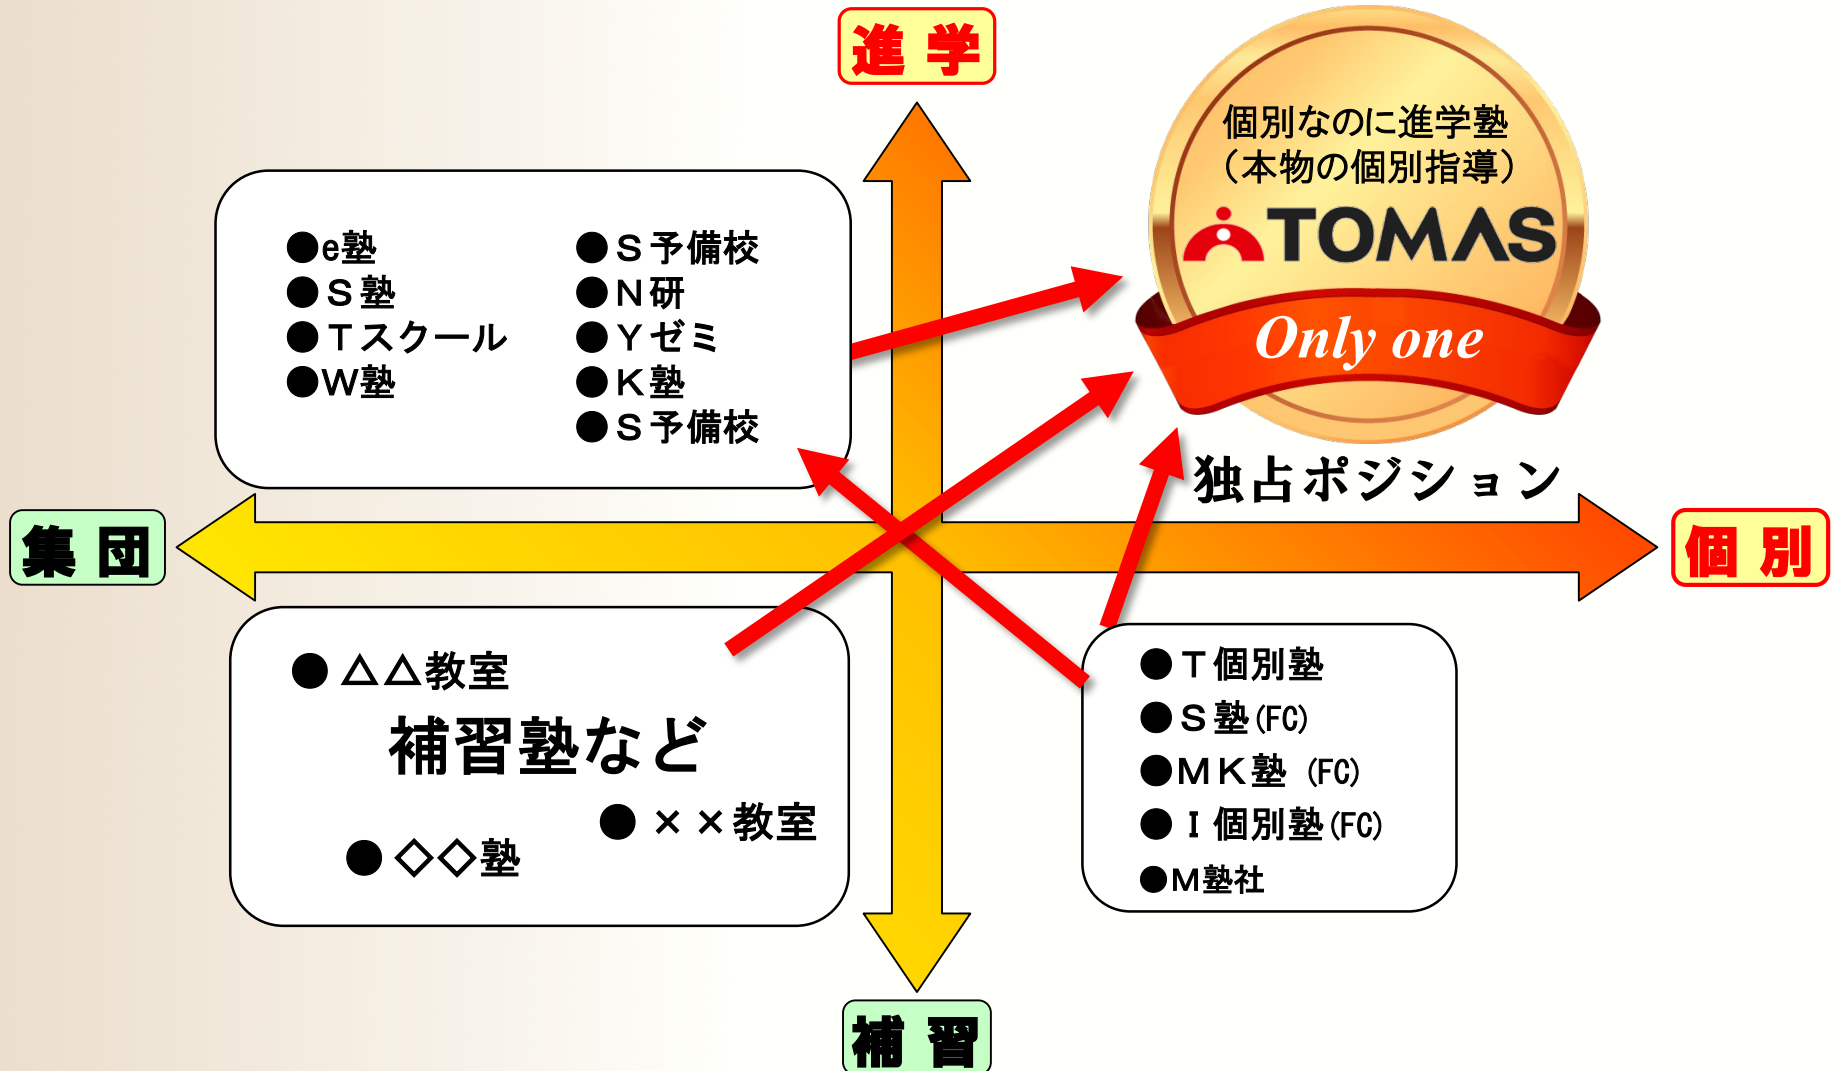 進 学
個別なのに進学塾
（本物の個別指導）
TOMAS
Only one
独占ポジション
●e塾
●Ｓ塾
●Ｔスクール
●Ｗ塾
●Ｓ予備校
●Ｎ研
●Ｙゼミ
●Ｋ塾
●Ｓ予備校
集 団
個 別
● △△教室
補習塾など
● ××教室
● ◇◇塾
●Ｔ個別塾
●Ｓ塾(FC)
●ＭＫ塾 (FC)
●Ｉ個別塾(FC)
●Ｍ塾社
補 習